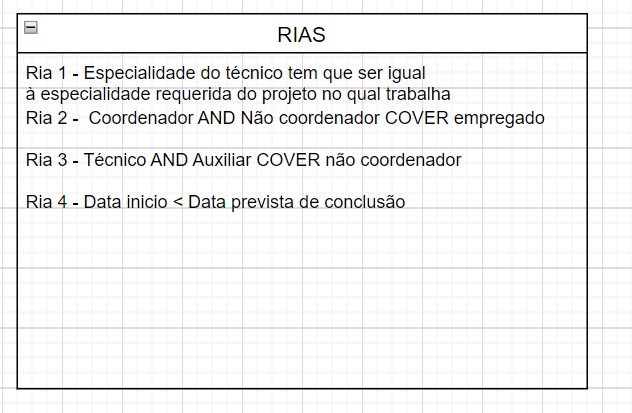 RIAS
Ria 1 - Especialidade do técnico tem que ser igual
à especialidade requerida do projeto no qual trabalha
Ria 2 -  Coordenador AND Não coordenador COVER empregado
Ria 3 - Técnico AND Auxiliar COVER não coordenador
Ria 4 - Data inicio < Data prevista de conclusão